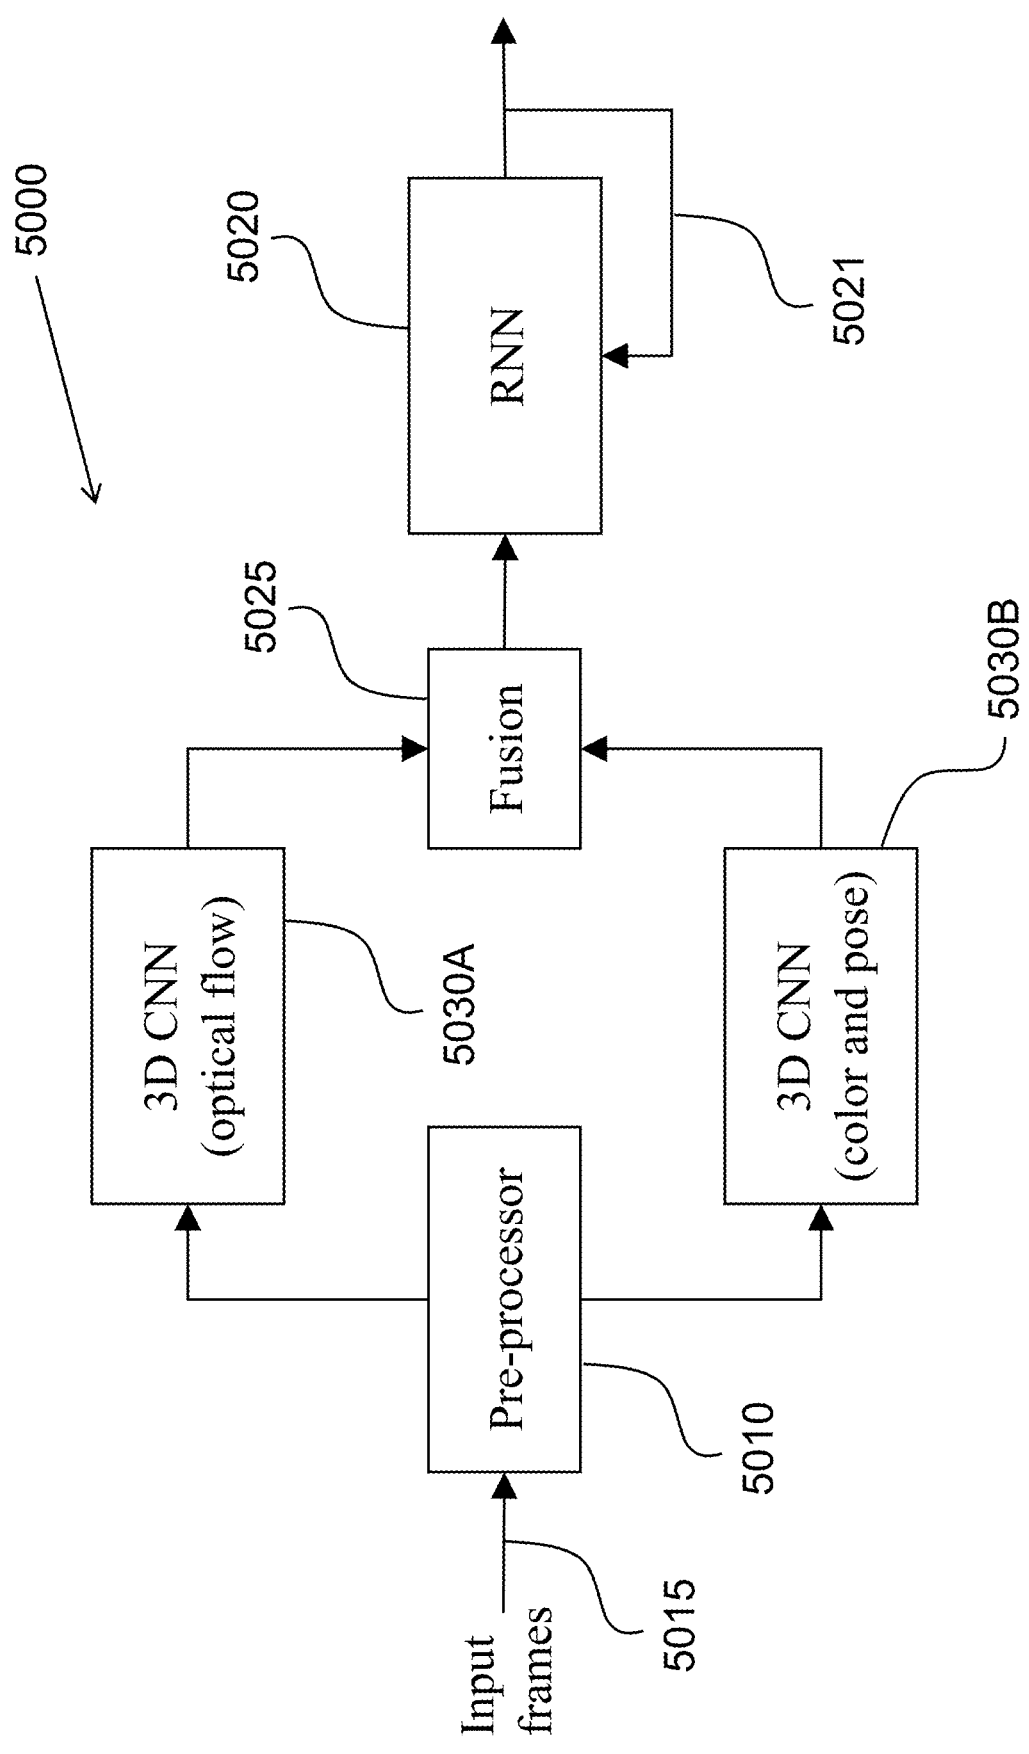 5000
3D CNN
(optical flow)
5030A
5025
5020
Input
frames
5015
Pre-processor
5010
Fusion
RNN
5021
3D CNN
(color and pose)
5030B